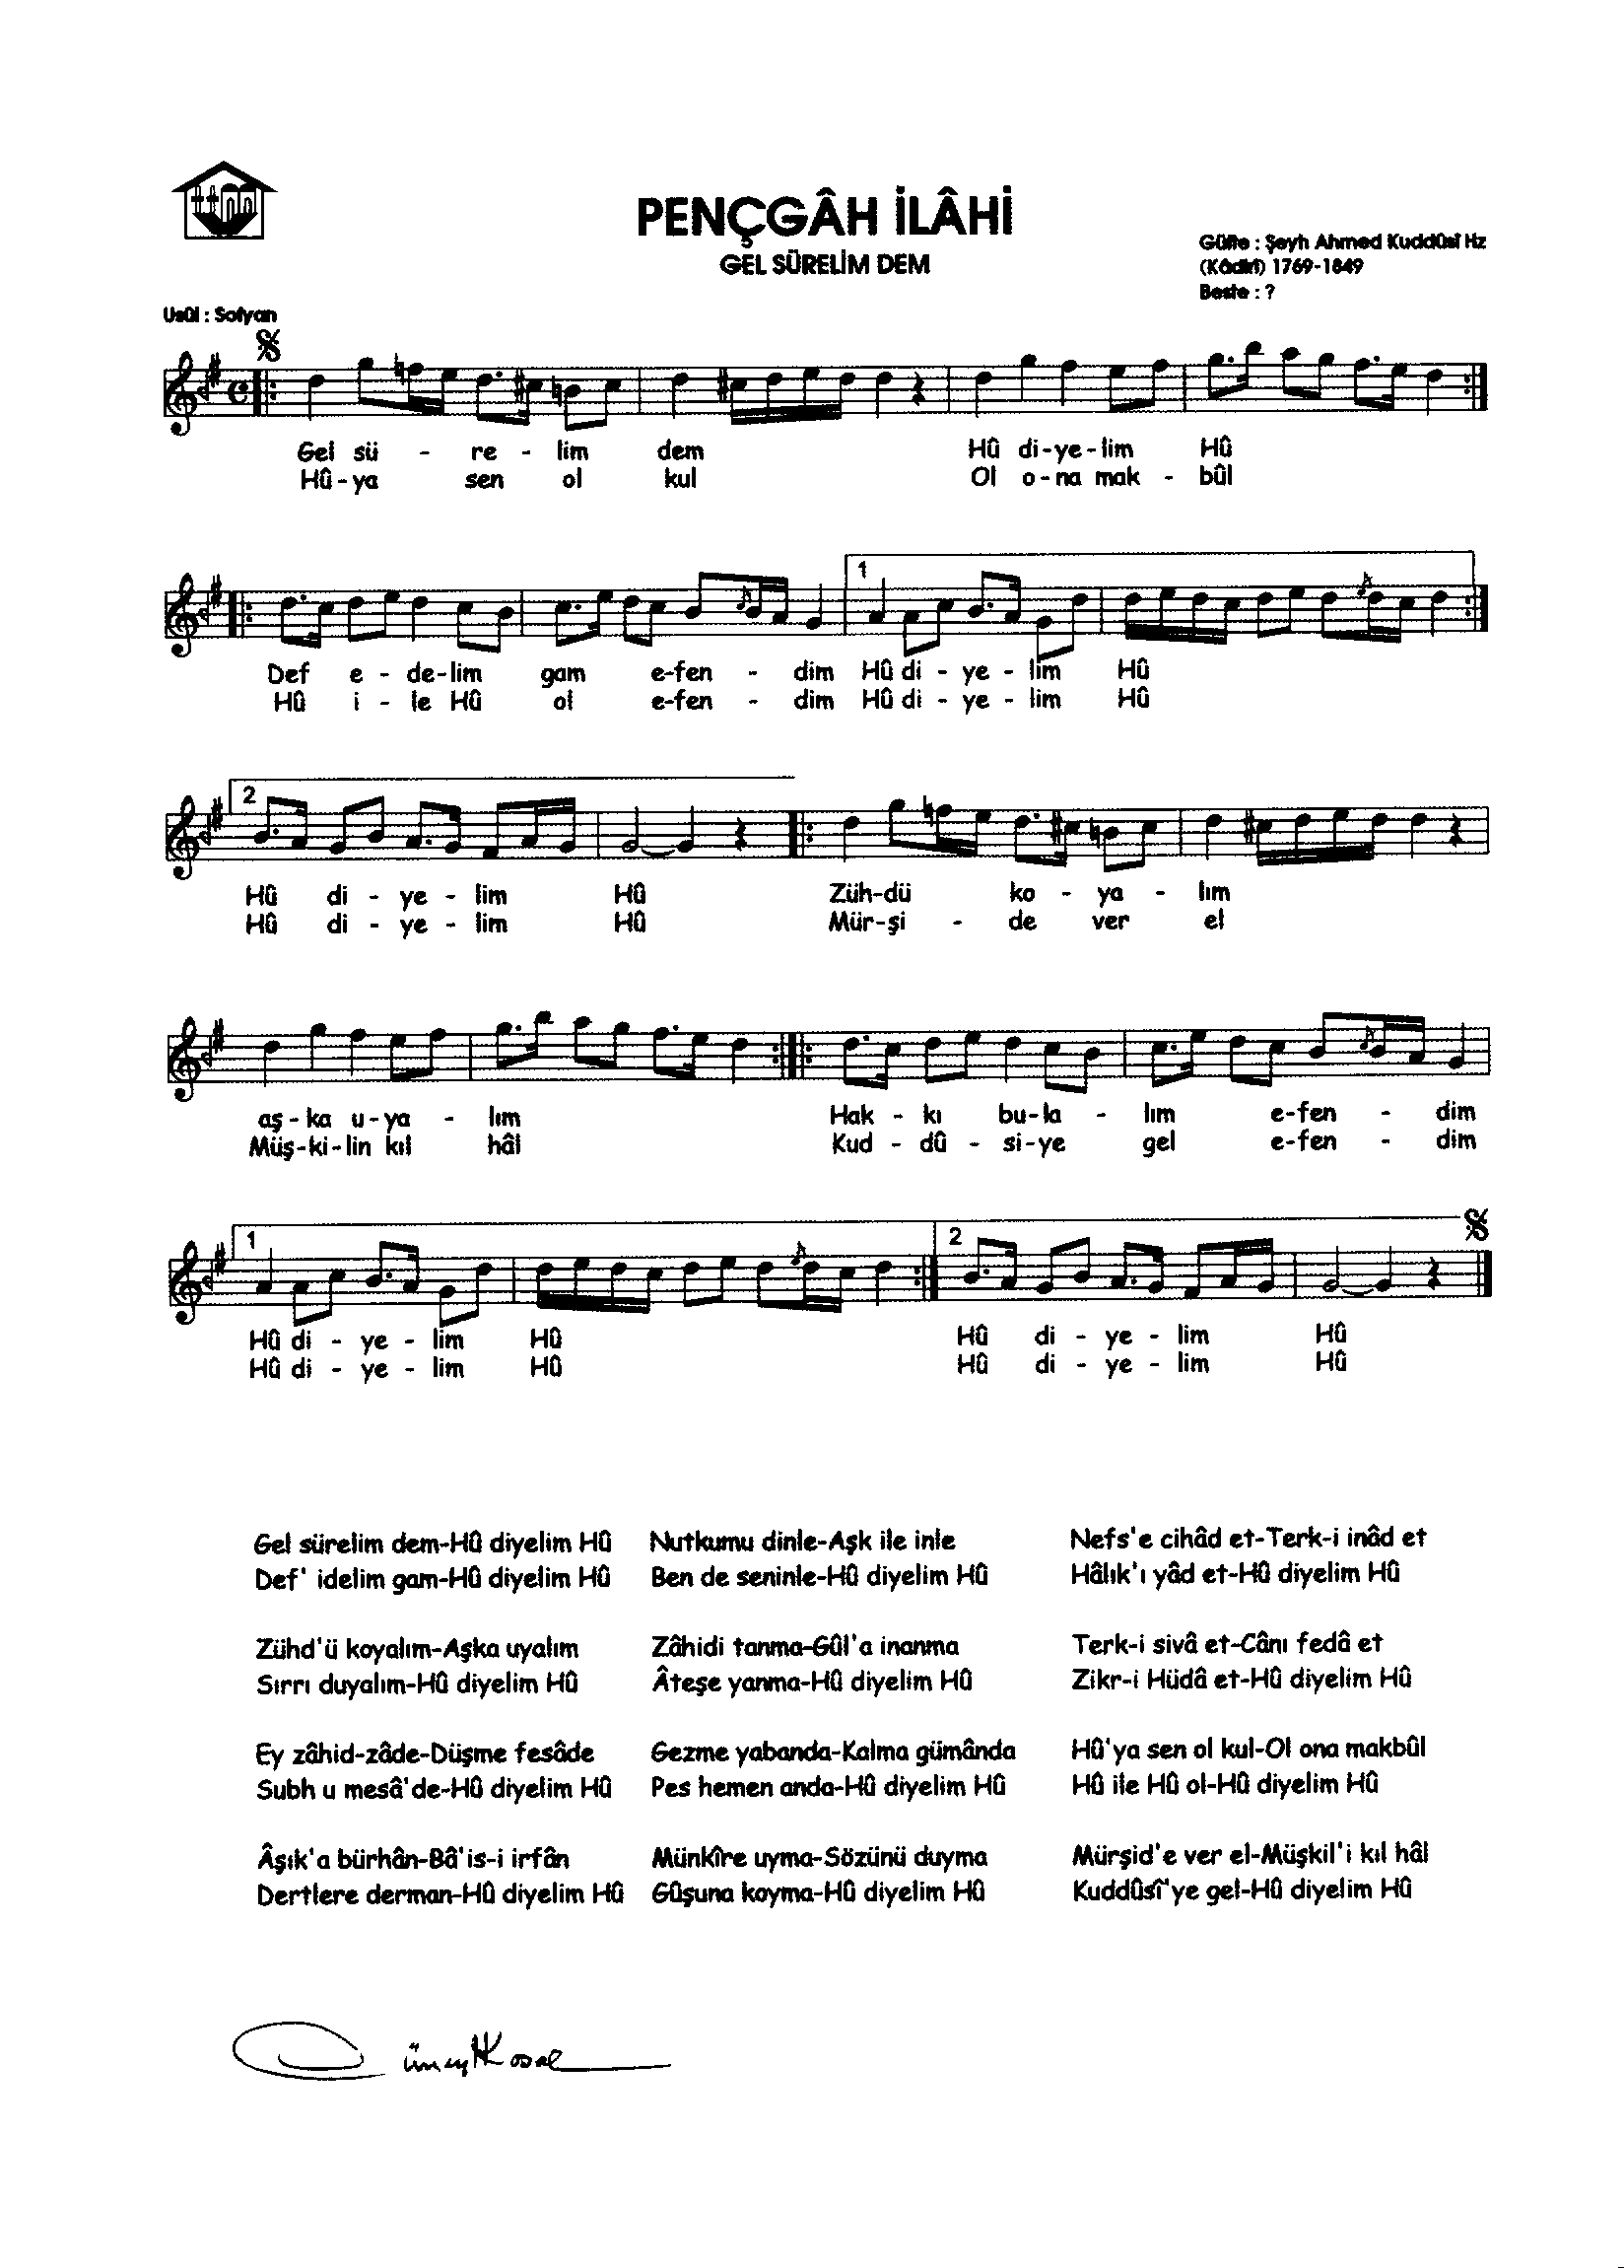 PENÇGÂH İLÂHİ
GEL SÜRELİM DEM
Güfte : Şeyh Ahmed Kuddûsî Hz
(Kâdirî) 1769-1849
Beste : ?
Usûl : Sofyan
Gel sü - re - lim dem Hû di-ye-lim Hû
Hû-ya sen ol kul Ol o-na mak - bûl
1
Def e - de-lim gam e-fen - dim Hû di - ye - lim Hû
Hû i - le Hû ol e-fen - dim Hû di - ye - lim Hû
2
Hû di - ye - lim Hû Züh-dü ko - ya - lım
Hû di - ye - lim Hû Mür-şi - de ver el
aş-ka u-ya - lım Hak - kı bu-la - lım e-fen - dim
Müş-ki-lin kıl hâl Kud - dû - si-ye gel e-fen - dim
1 2
Hû di - ye - lim Hû Hû di - ye - lim Hû
Hû di - ye - lim Hû Hû di - ye - lim Hû
Gel sürelim dem-Hû diyelim Hû
Def' idelim gam-Hû diyelim Hû
Zühd'ü koyalım-Aşka uyalım
Sırrı duyalım-Hû diyelim Hû
Ey zâhid-zâde-Düşme fesâde
Subh u mesâ'de-Hû diyelim Hû
Âşık'a bürhân-Bâ'is-i irfân
Dertlere derman-Hû diyelim Hû
Nutkumu dinle-Aşk ile inle
Ben de seninle-Hû diyelim Hû
Zâhidi tanma-Gûl'a inanma
Âteşe yanma-Hû diyelim Hû
Gezme yabanda-Kalma gümânda
Pes hemen anda-Hû diyelim Hû
Münkîre uyma-Sözünü duyma
Gûşuna koyma-Hû diyelim Hû
Nefs'e cihâd et-Terk-i inâd et
Hâlık'ı yâd et-Hû diyelim Hû
Terk-i sivâ et-Cânı fedâ et
Zikr-i Hüdâ et-Hû diyelim Hû
Hû'ya sen ol kul-Ol ona makbûl
Hû ile Hû ol-Hû diyelim Hû
Mürşid'e ver el-Müşkil'i kıl hâl
Kuddûsî'ye gel-Hû diyelim Hû
Cüneyt Kosal